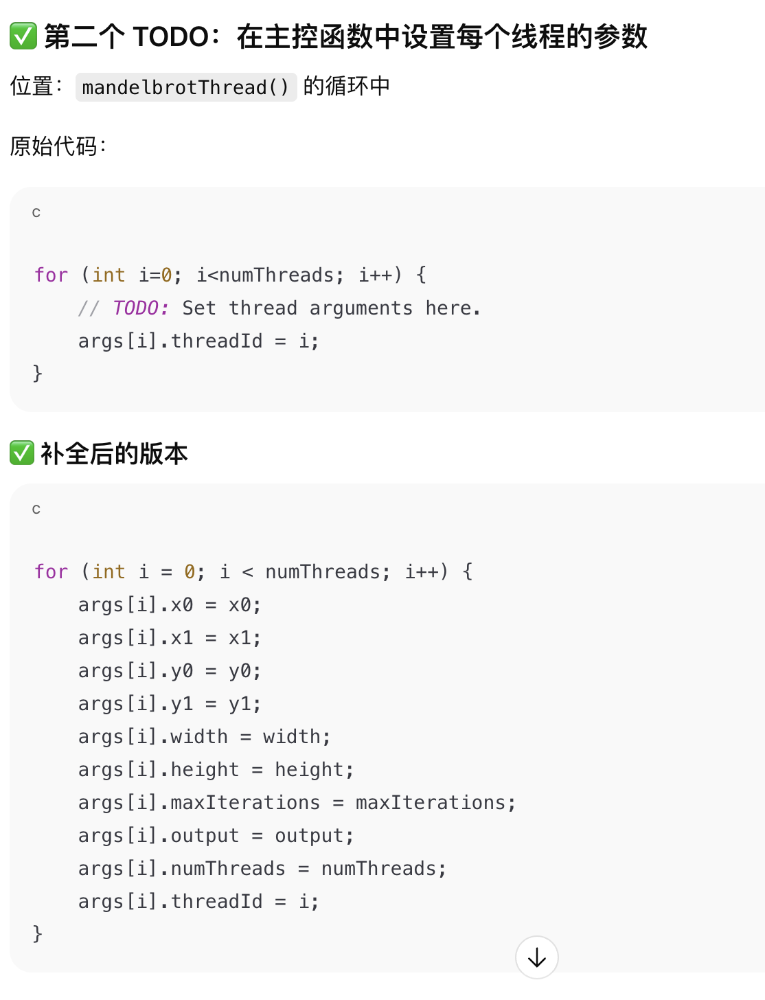 ✅ 第二个 TODO：在主控函数中设置每个线程的参数
位置： mandelbrotThread() 的循环中
原始代码：
c
for (int i=0; i<numThreads; i++) {
    // TODO: Set thread arguments here.
    args[i].threadId = i;
}
✅ 补全后的版本
c
for (int i = 0; i < numThreads; i++) {
    args[i].x0 = x0;
    args[i].x1 = x1;
    args[i].y0 = y0;
    args[i].y1 = y1;
    args[i].width = width;
    args[i].height = height;
    args[i].maxIterations = maxIterations;
    args[i].output = output;
    args[i].numThreads = numThreads;
    args[i].threadId = i;
}